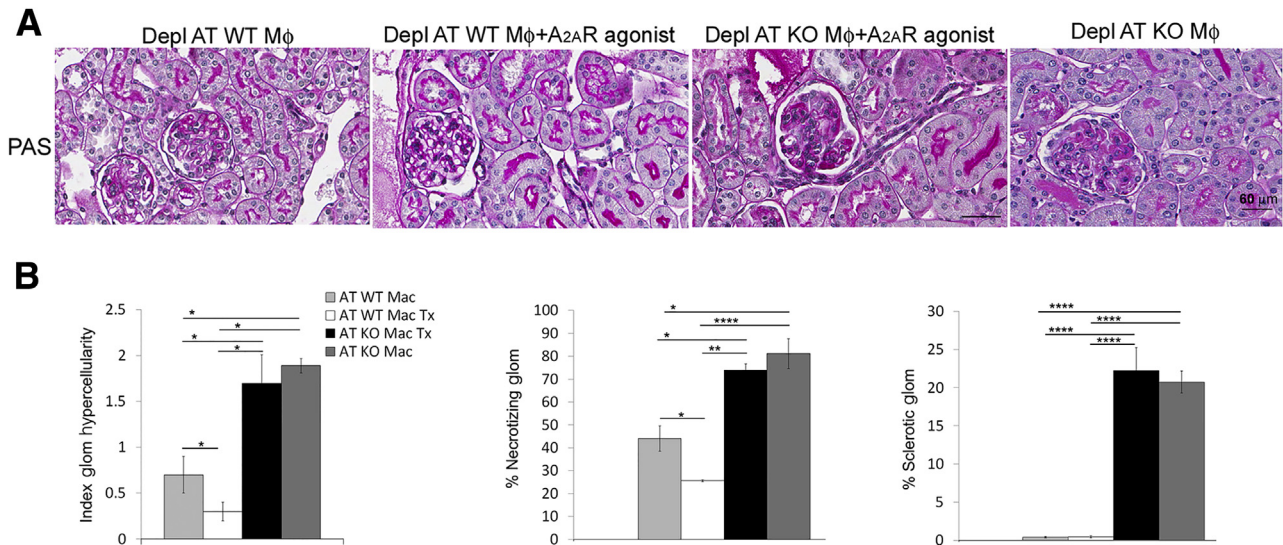 A
Depl AT WT Mϕ
Depl AT WT Mϕ+A2AR agonist
Depl AT KO Mϕ+A2AR agonist
Depl AT KO Mϕ
PAS
60 μm
B
AT WT Mac
AT WT Mac Tx
AT KO Mac Tx
AT KO Mac
Index glom hypercellularity
2.5
2
1.5
1
0.5
0
*
*
*
*
*
% Necrotizing glom
100
90
80
70
60
50
40
30
20
10
0
*
****
*
**
*
% Sclerotic glom
30
25
20
15
10
5
0
****
****
****
****